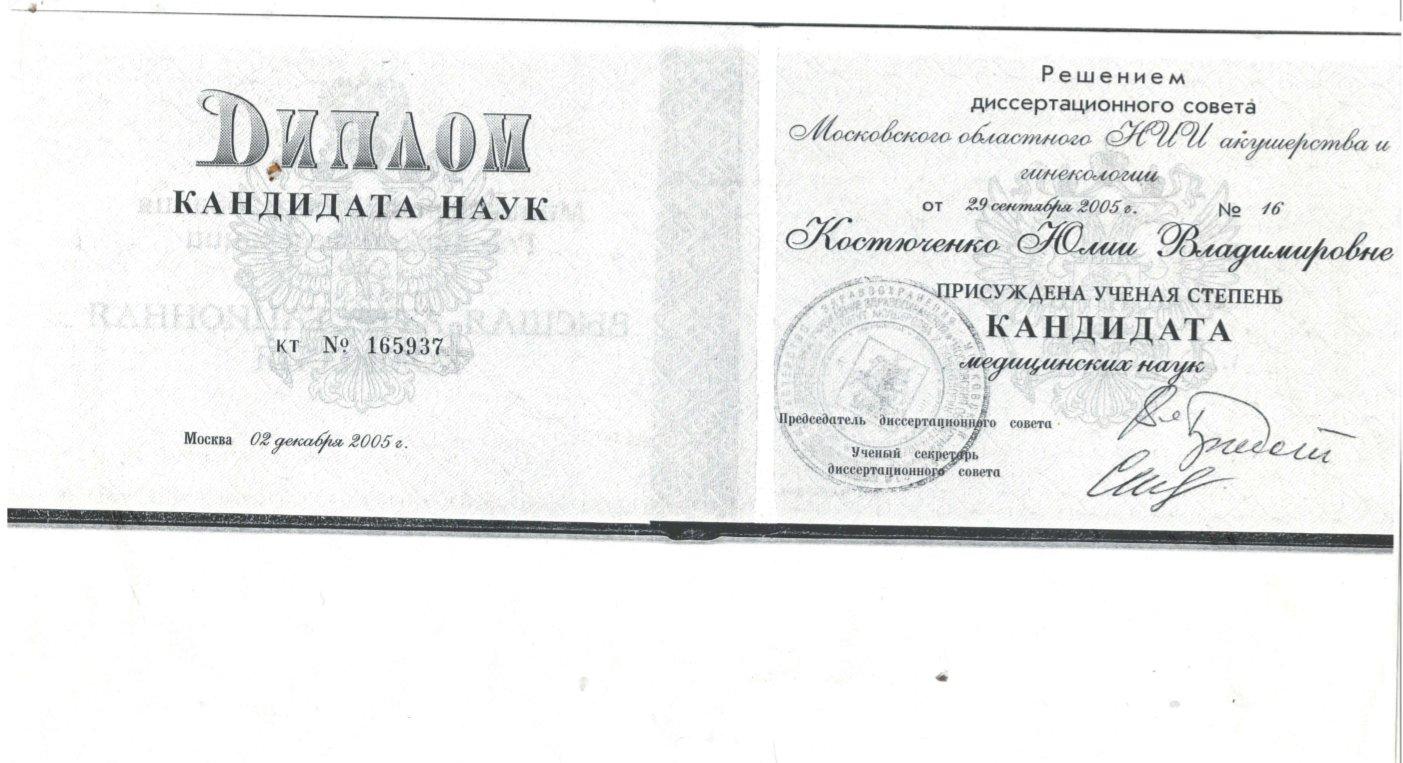 Диплом
КАНДИДАТА НАУК
КТ № 165937
Москва 02 декабря 2005 г.
Решением
диссертационного совета
Московского областного НИИ акушерства и
гинекологии
от 29 сентября 2005 г. № 16
Костюченко Юлии Владимировне
ПРИСУЖДЕНА УЧЕНАЯ СТЕПЕНЬ
КАНДИДАТА
медицинских наук
Председатель диссертационного совета
Ученый секретарь
диссертационного совета